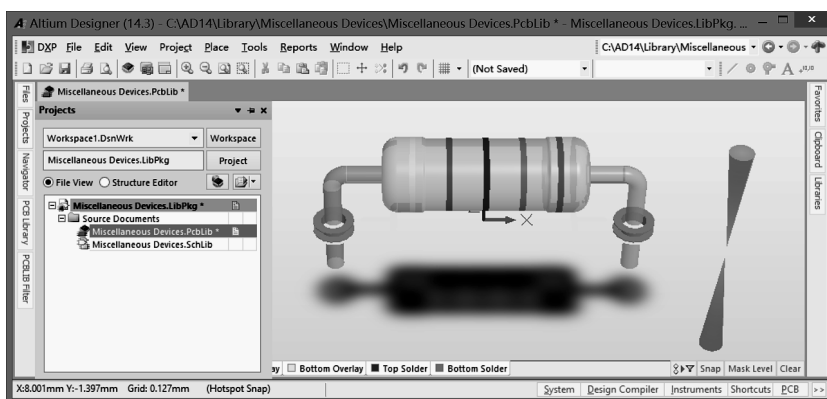 Altium Designer (14.3) - C:\AD14\Library\Miscellaneous Devices\Miscellaneous Devices.PcbLib * - Miscellaneous Devices.LibPkg. ...
DXP File Edit View Project Place Tools Reports Window Help C:\AD14\Library\Miscellaneous
(Not Saved)
Miscellaneous Devices.PcbLib *
Files
Projects
Navigator
PCB Library
PCBLIB Filter
Projects
Workspace1.DsnWrk Workspace
Miscellaneous Devices.LibPkg Project
File View Structure Editor
Miscellaneous Devices.LibPkg *
Source Documents
Miscellaneous Devices.PcbLib *
Miscellaneous Devices.SchLib
Favorites
Clipboard
Libraries
ay Bottom Overlay Top Solder Bottom Solder Snap Mask Level Clear
X:8.001mm Y:-1.397mm Grid: 0.127mm (Hotspot Snap) System Design Compiler Instruments Shortcuts PCB >>